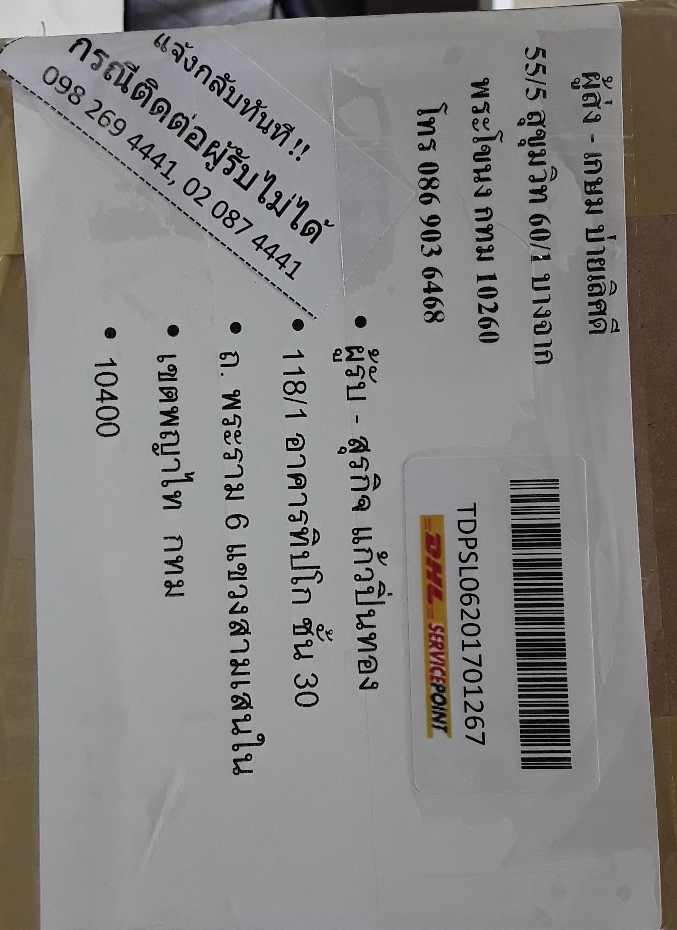 ผู้ส่ง - เกษม ป่ายเถิศดี
55/5 สุขุมวิท 60/1 บางจาก
พระโขนง กทม 10260
โทร 086 903 6468
แจ้งกลับทันที!!
กรณีติดต่อผู้รับไม่ได้
098 269 4441, 02 087 4441
TDPSL06201701267
DHL SERVICEPOINT
• ผู้รับ - สุรกิจ แก้วปิ่นทอง
• 118/1 อาคารทิปโก ชั้น 30
• ถ. พระราม 6 แขวงสามเสนใน
• เขตพญาไท กทม
• 10400